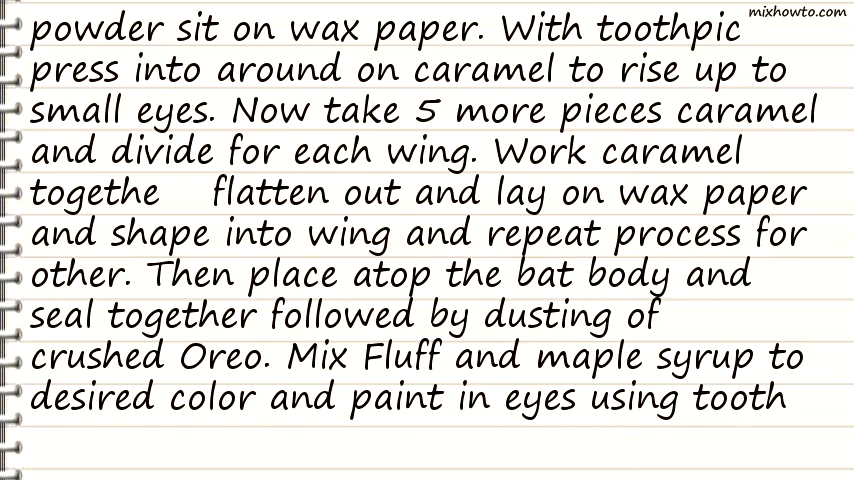 mixhowto.com
powder sit on wax paper. With toothpic
press into around on caramel to rise up to
small eyes. Now take 5 more pieces caramel
and divide for each wing. Work caramel
togethe flatten out and lay on wax paper
and shape into wing and repeat process for
other. Then place atop the bat body and
seal together followed by dusting of
crushed Oreo. Mix Fluff and maple syrup to
desired color and paint in eyes using tooth